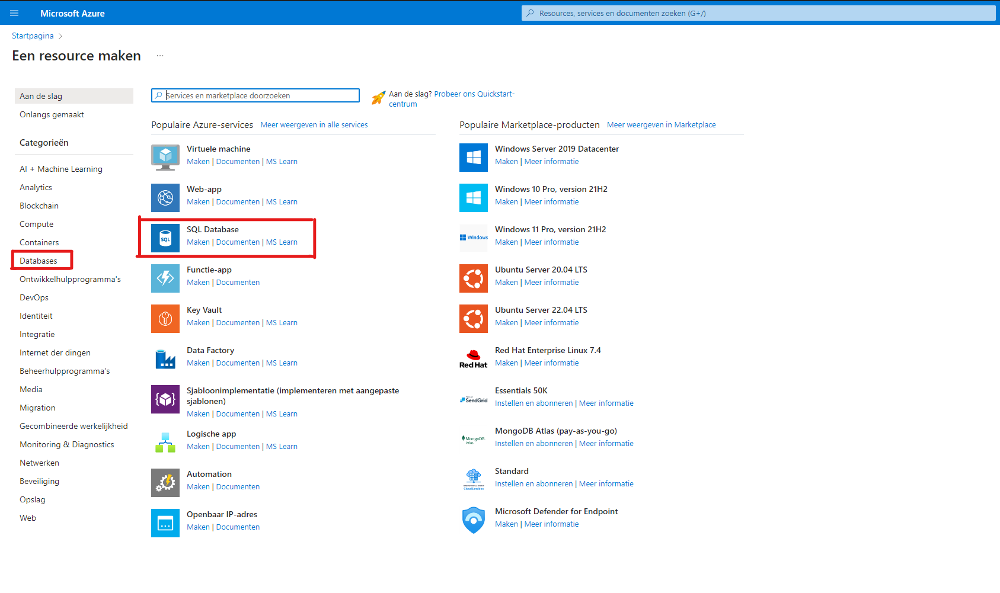 Microsoft Azure
Resources, services en documenten zoeken (G+/)
Startpagina
Een resource maken ...
Aan de slag
Onlangs gemaakt
Categorieën
AI + Machine Learning
Analytics
Blockchain
Compute
Containers
Databases
Ontwikkelhulpprogramma's
DevOps
Identiteit
Integratie
Internet der dingen
Beheerhulpprogramma's
Media
Migration
Gecombineerde werkelijkheid
Monitoring & Diagnostics
Netwerken
Beveiliging
Opslag
Web
Services en marketplace doorzoeken
Aan de slag? Probeer ons Quickstart-
centrum
Populaire Azure-services Meer weergeven in alle services
Virtuele machine
Maken | Documenten | MS Learn
Web-app
Maken | Documenten | MS Learn
SQL
SQL Database
Maken | Documenten | MS Learn
Functie-app
Maken | Documenten
Key Vault
Maken | Documenten | MS Learn
Data Factory
Maken | Documenten | MS Learn
Sjabloonimplementatie (implementeren met aangepaste
sjablonen)
Maken | Documenten | MS Learn
Logische app
Maken | Documenten | MS Learn
Automation
Maken | Documenten
Openbaar IP-adres
Maken | Documenten
Populaire Marketplace-producten Meer weergeven in Marketplace
Windows Server 2019 Datacenter
Maken | Meer informatie
Windows 10 Pro, version 21H2
Maken | Meer informatie
Windows
Windows 11 Pro, version 21H2
Maken | Meer informatie
Ubuntu Server 20.04 LTS
Maken | Meer informatie
Ubuntu Server 22.04 LTS
Maken | Meer informatie
Red Hat
Red Hat Enterprise Linux 7.4
Maken | Meer informatie
SendGrid
Essentials 50K
Instellen en abonneren | Meer informatie
MongoDB.
Atlas
MongoDB Atlas (pay-as-you-go)
Instellen en abonneren | Meer informatie
CloudSandbox
Standard
Instellen en abonneren | Meer informatie
Microsoft Defender for Endpoint
Maken | Meer informatie